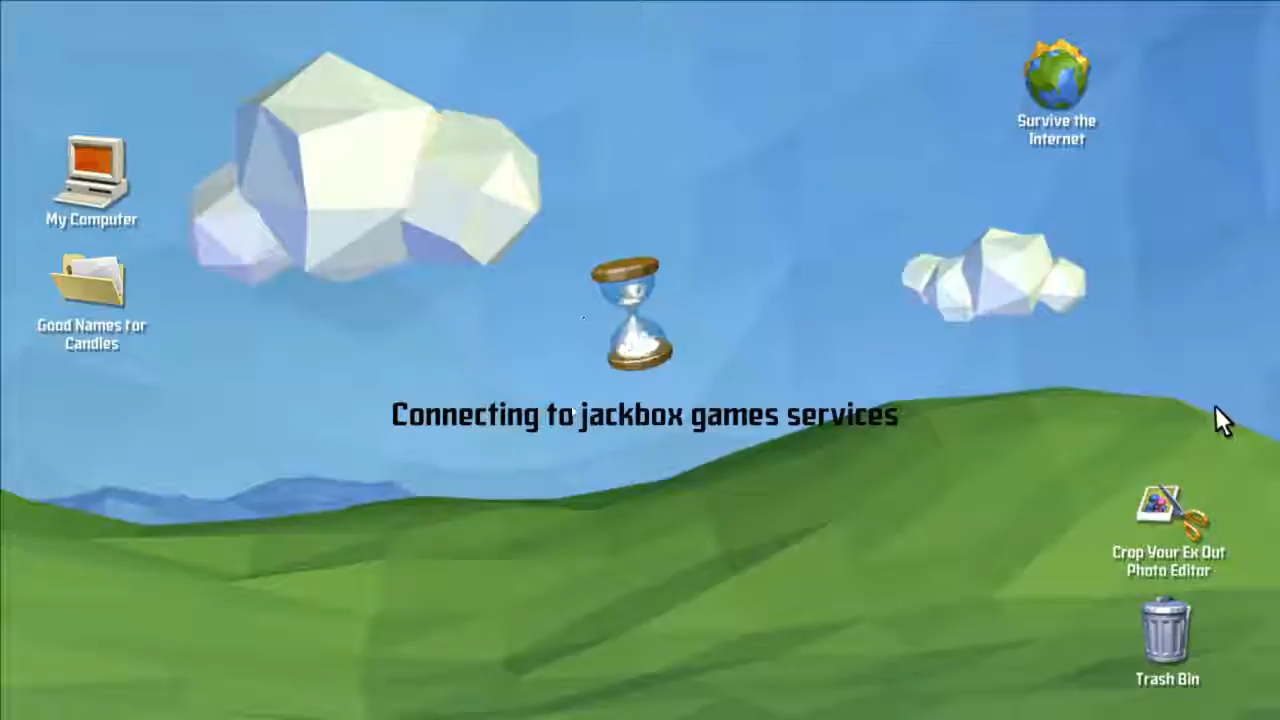 Survive the
Internet
My Computer
Good Names for
Candles
Connecting to jackbox games services
Crop Your Ex Out
Photo Editor
Trash Bin